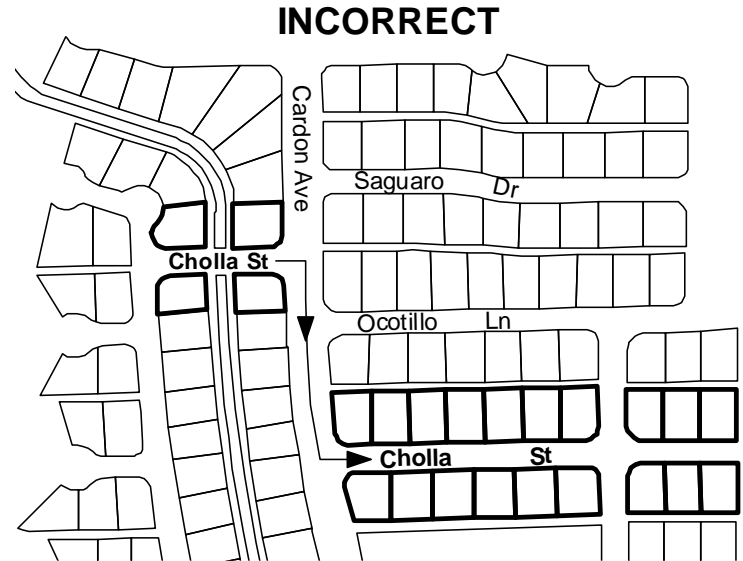 INCORRECT
Cardon Ave
Saguaro Dr
Cholla St
Ocotillo Ln
Cholla St